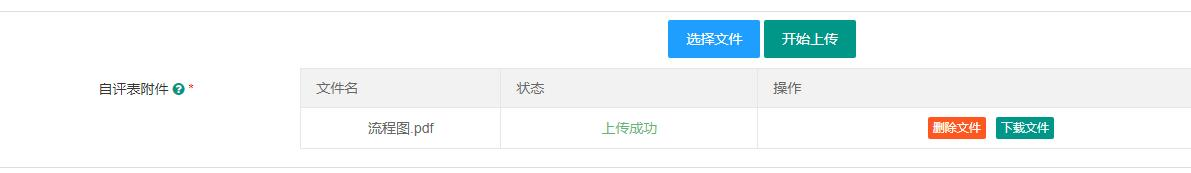 选择文件 开始上传
自评表附件 * 文件名 状态 操作
流程图.pdf 上传成功 删除文件 下载文件